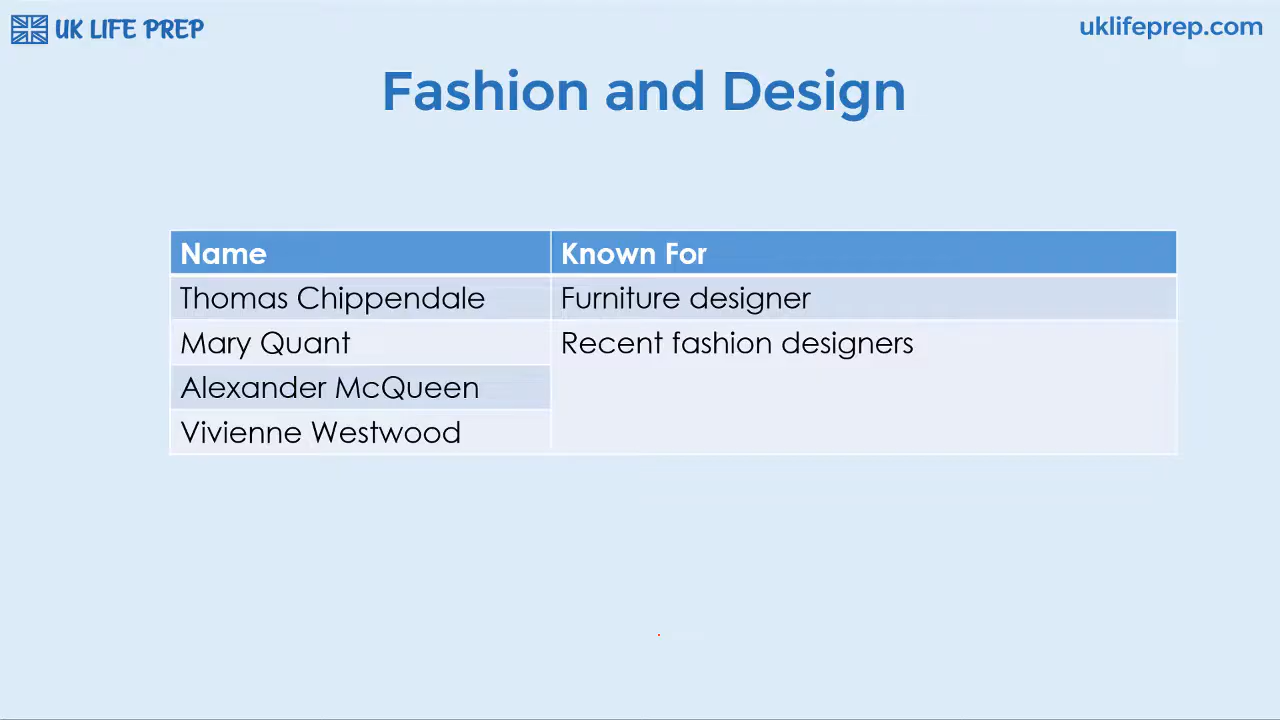 UK LIFE PREP
uklifeprep.com
Fashion and Design
Name Known For
Thomas Chippendale Furniture designer
Mary Quant Recent fashion designers
Alexander McQueen
Vivienne Westwood